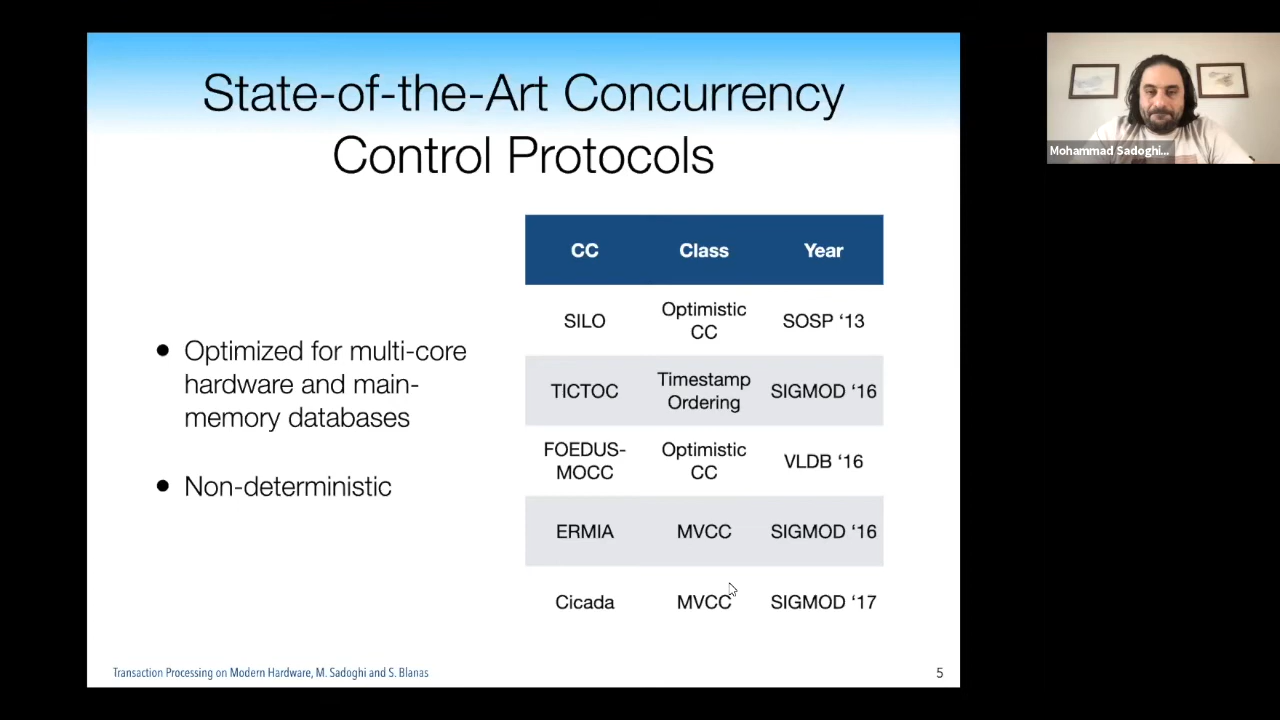 State-of-the-Art Concurrency
Control Protocols
• Optimized for multi-core
hardware and main-
memory databases
• Non-deterministic
CC Class Year
SILO Optimistic CC SOSP ‘13
TICTOC Timestamp Ordering SIGMOD ‘16
FOEDUS-MOCC Optimistic CC VLDB ‘16
ERMIA MVCC SIGMOD ‘16
Cicada MVCC SIGMOD ‘17
Transaction Processing on Modern Hardware, M. Sadoghi and S. Blanas
5
Mohammad Sadoghi...